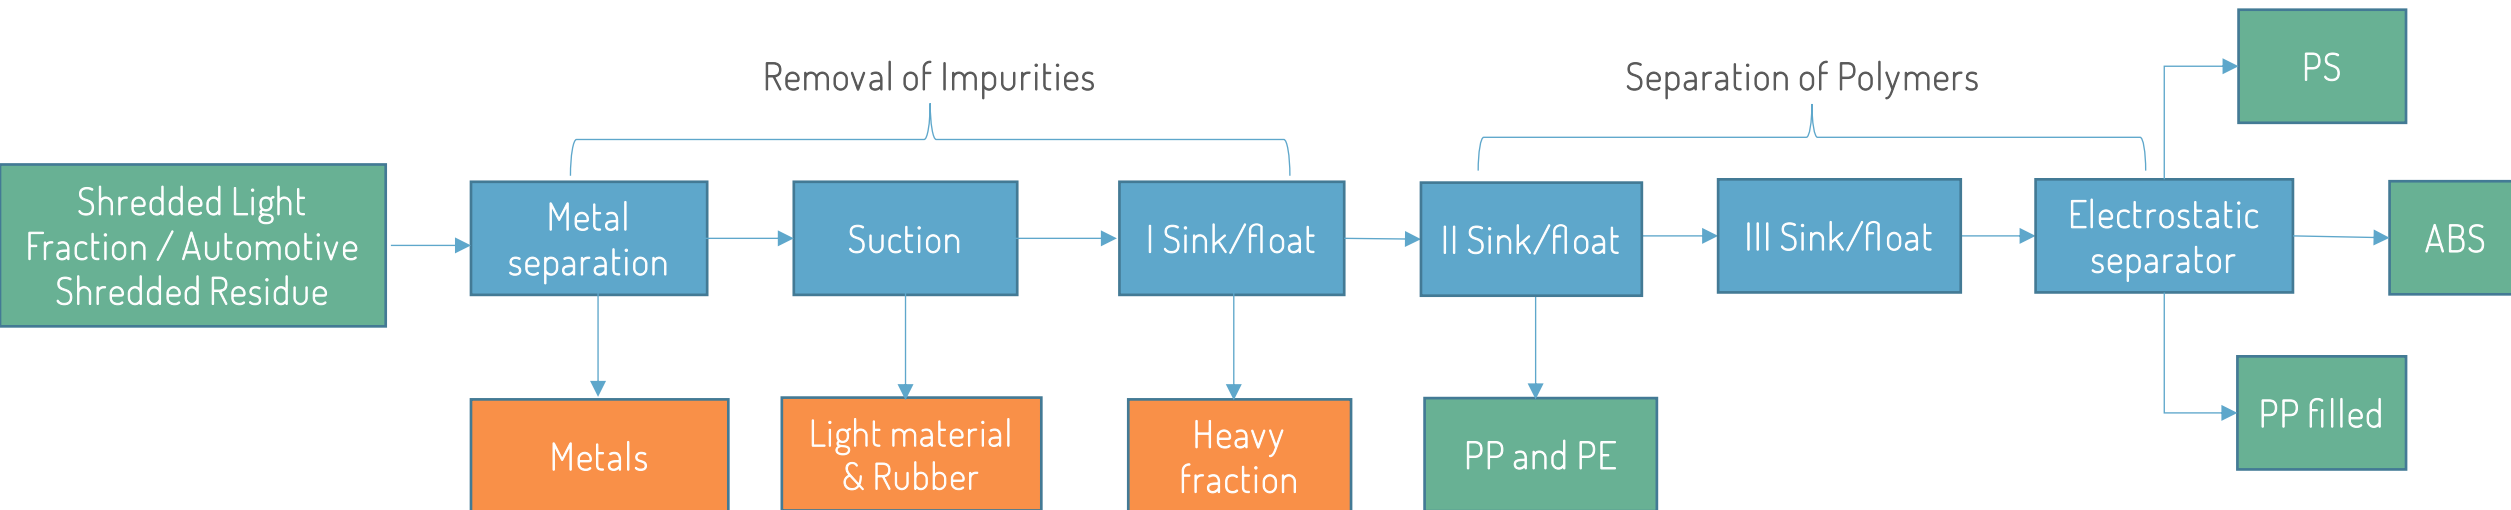 Removal of Impurities
Separation of Polymers
PS
Shredded Light
Fraction / Automotive
Shredded Residue
Metal
separation
Suction
I Sink/float
II Sink/float
III Sink/float
Electrostatic
separator
ABS
Metals
Light material
& Rubber
Heavy
fraction
PP and PE
PP filled